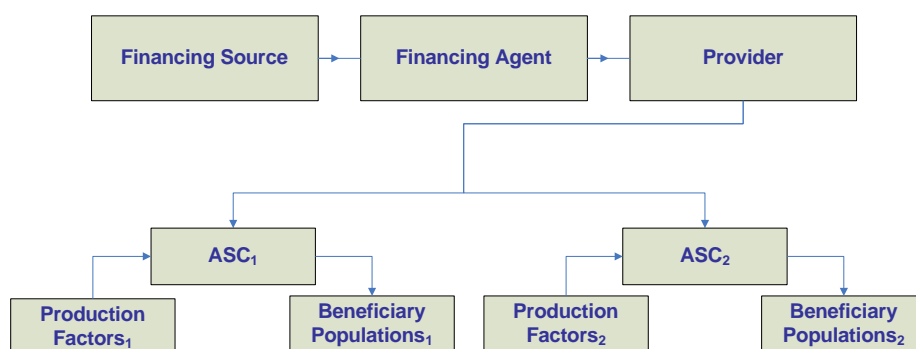 Financing Source
Financing Agent
Provider
ASC₁
ASC₂
Production
Factors₁
Beneficiary
Populations₁
Production
Factors₂
Beneficiary
Populations₂